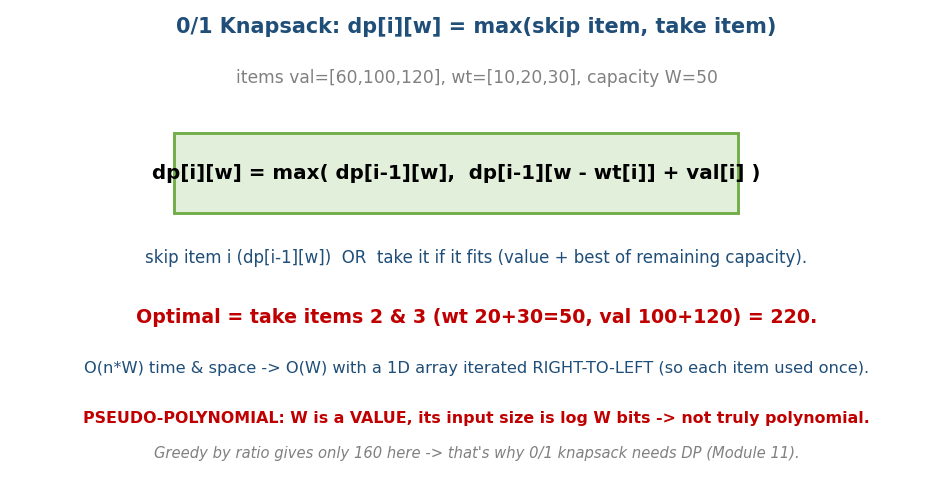 0/1 Knapsack: dp[i][w] = max(skip item, take item)
items val=[60,100,120], wt=[10,20,30], capacity W=50
dp[i][w] = max( dp[i-1][w],  dp[i-1][w - wt[i]] + val[i] )
skip item i (dp[i-1][w])  OR  take it if it fits (value + best of remaining capacity).
Optimal = take items 2 & 3 (wt 20+30=50, val 100+120) = 220.
O(n*W) time & space -> O(W) with a 1D array iterated RIGHT-TO-LEFT (so each item used once).
PSEUDO-POLYNOMIAL: W is a VALUE, its input size is log W bits -> not truly polynomial.
Greedy by ratio gives only 160 here -> that's why 0/1 knapsack needs DP (Module 11).